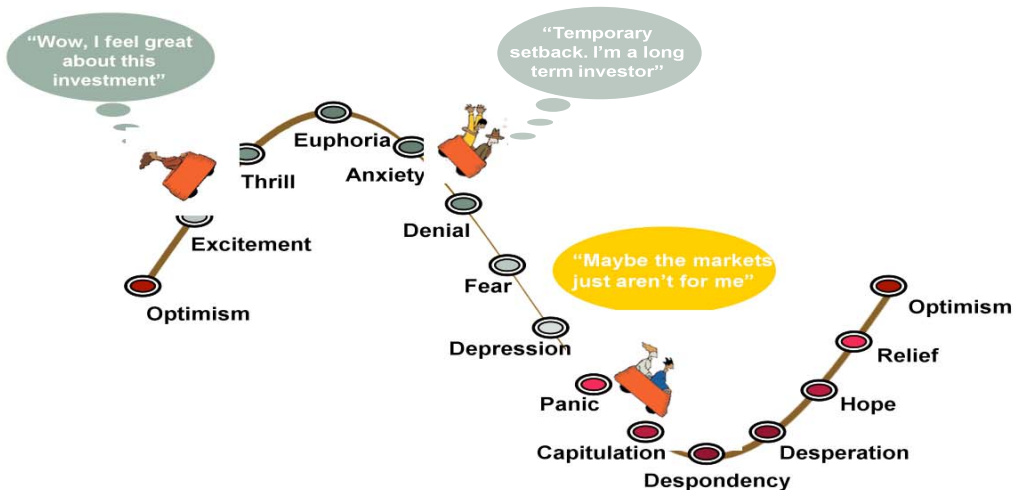 “Wow, I feel great
about this
investment”
“Temporary
setback. I’m a long
term investor”
Euphoria
Thrill
Anxiety
Excitement
Denial
“Maybe the markets
just aren’t for me”
Fear
Optimism
Optimism
Depression
Relief
Panic
Hope
Capitulation
Desperation
Despondency